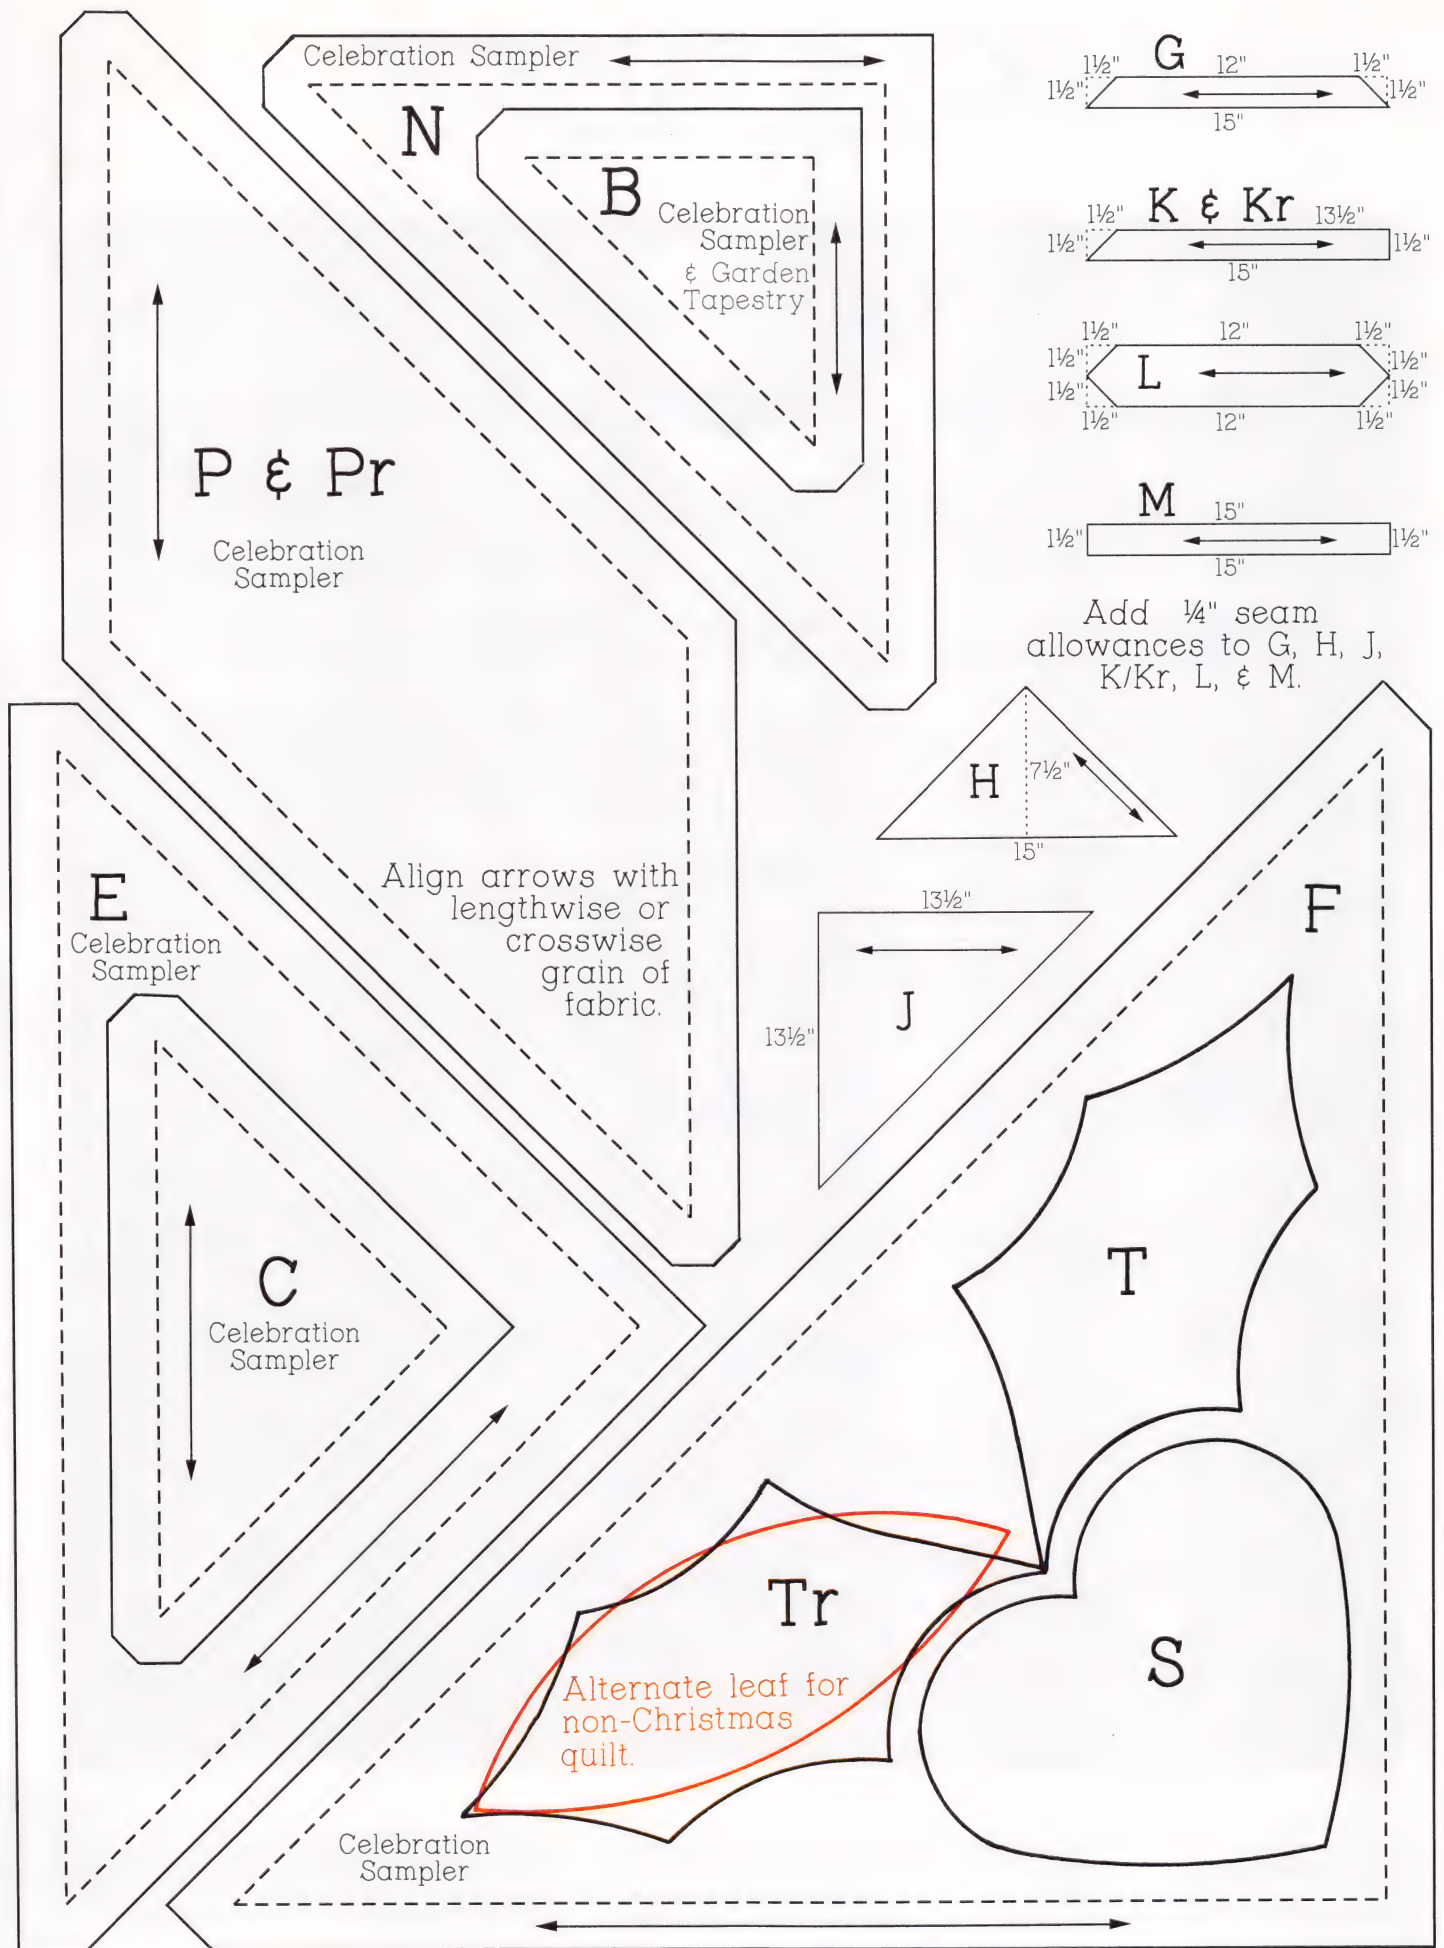 Celebration Sampler
N
B
Celebration
Sampler
& Garden
Tapestry
P & Pr
Celebration
Sampler
G
1½" 12" 1½"
1½" 1½"
15"
K & Kr
1½" 13½"
1½" 1½"
15"
1½" 12" 1½"
1½" 1½"
L
1½" 1½"
1½" 12" 1½"
M
15"
1½" 1½"
15"
Add ¼" seam
allowances to G, H, J,
K/Kr, L, & M.
H
7½"
15"
E
Celebration
Sampler
Align arrows with
lengthwise or
crosswise
grain of
fabric.
13½"
J
13½"
F
C
Celebration
Sampler
T
Tr
Alternate leaf for
non-Christmas
quilt.
S
Celebration
Sampler